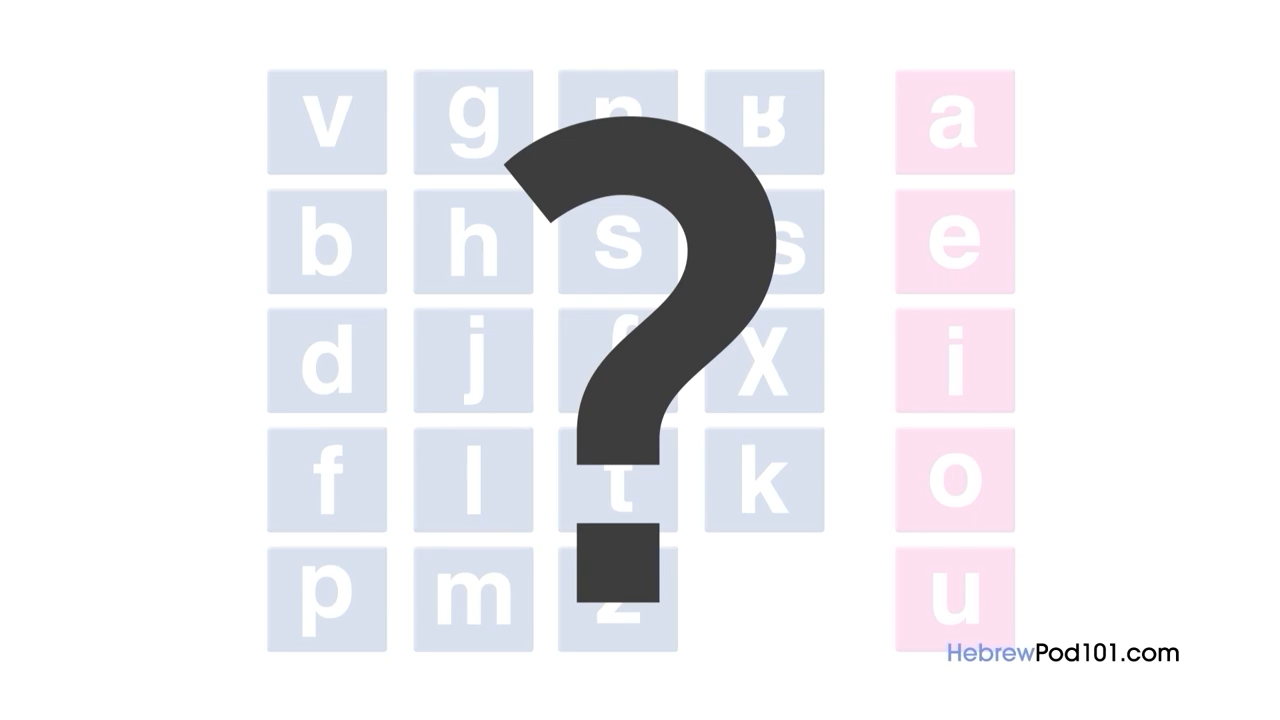 v g n ʁ a
b h s e
d j χ i
f l t k o
p m z u
?
HebrewPod101.com